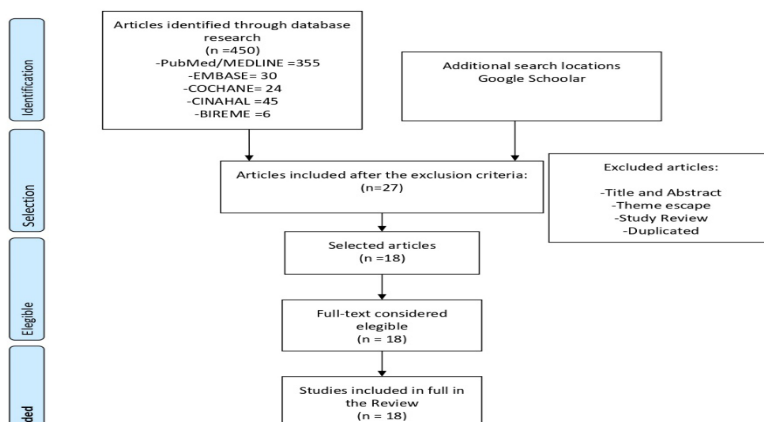 Identification
Articles identified through database
research
(n =450)
-PubMed/MEDLINE =355
-EMBASE= 30
-COCHANE= 24
-CINAHAL =45
-BIREME =6
Additional search locations
Google Schoolar
Selection
Articles included after the exclusion criteria:
(n=27)
Excluded articles:
-Title and Abstract
-Theme escape
-Study Review
-Duplicated
Selected articles
(n =18)
Elegible
Full-text considered
elegible
(n = 18)
ded
Studies included in full in
the Review
(n = 18)